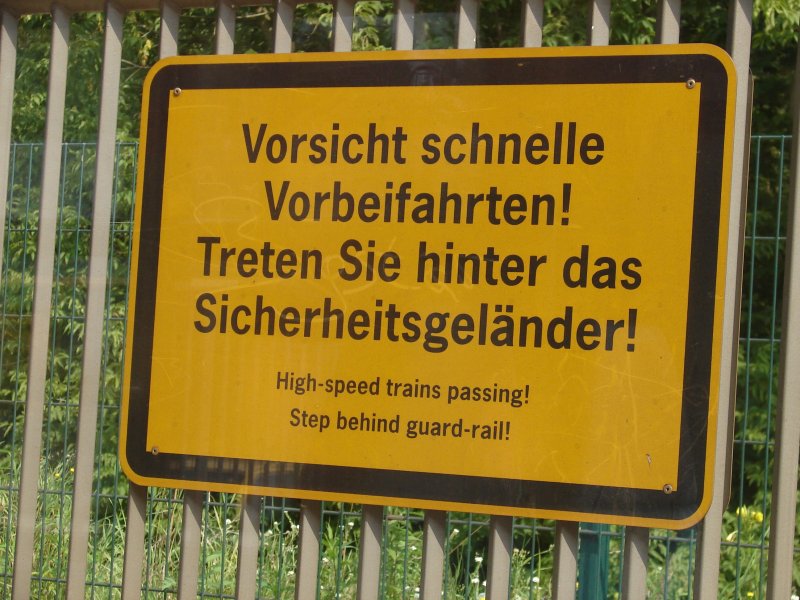 Vorsicht schnelle
Vorbeifahrten!
Treten Sie hinter das
Sicherheitsgeländer!
High-speed trains passing!
Step behind guard-rail!